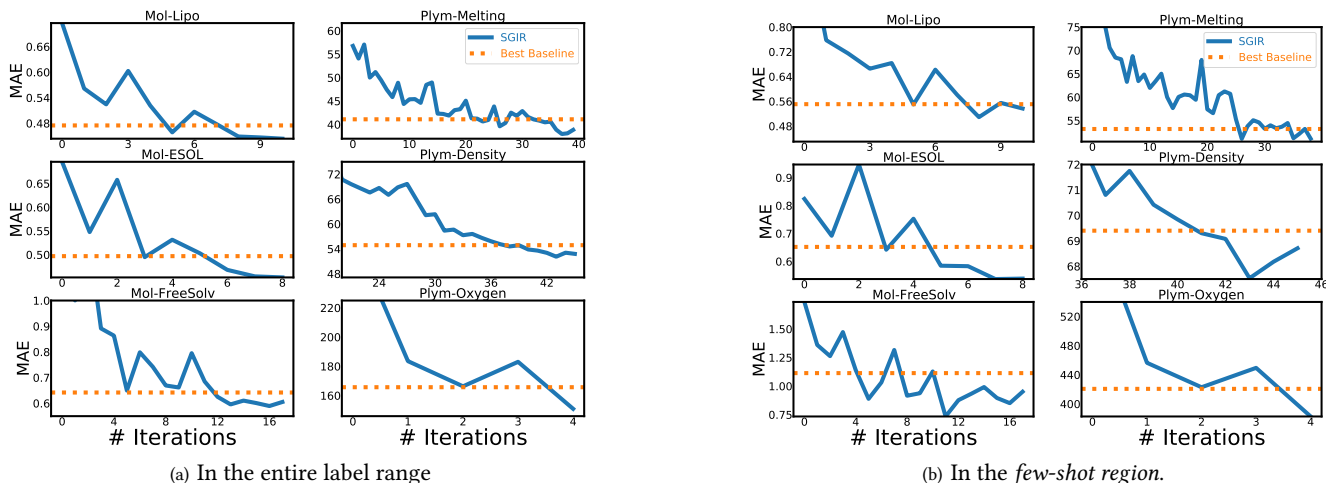 Mol-Lipo
MAE
0.66
0.60
0.54
0.48
0 3 6 9
Plym-Melting
60
55
50
45
40
0 10 20 30 40
SGIR
Best Baseline
Mol-ESOL
MAE
0.65
0.60
0.55
0.50
0 2 4 6 8
Plym-Density
72
66
60
54
48
24 30 36 42
Mol-FreeSolv
MAE
1.0
0.9
0.8
0.7
0.6
0 4 8 12 16
# Iterations
Plym-Oxygen
220
200
180
160
0 1 2 3 4
# Iterations
(a) In the entire label range
Mol-Lipo
MAE
0.80
0.72
0.64
0.56
0.48
0 3 6 9
Plym-Melting
75
70
65
60
55
0 10 20 30
SGIR
Best Baseline
Mol-ESOL
MAE
0.9
0.8
0.7
0.6
0 2 4 6 8
Plym-Density
72
71
70
69
68
36 37 38 39 40 41 42 43 44 45 46
Mol-FreeSolv
MAE
1.50
1.25
1.00
0.75
0 4 8 12 16
# Iterations
Plym-Oxygen
520
480
440
400
0 1 2 3 4
# Iterations
(b) In the few-shot region.